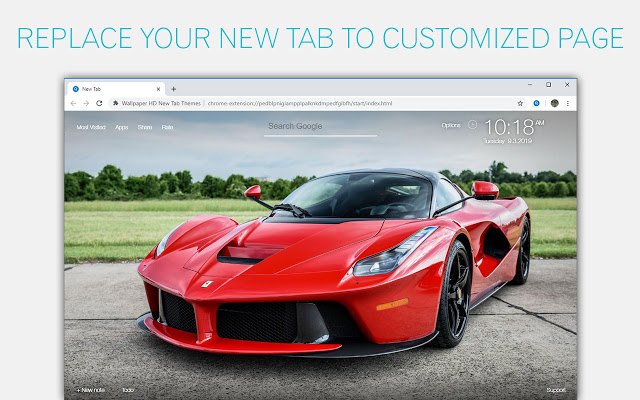 REPLACE YOUR NEW TAB TO CUSTOMIZED PAGE
New Tab
Wallpaper HD New Tab Themes | chrome-extension://pedblpnigiampplpalknkdmpedfgibfh/start/index.html
Most Visited Apps Share Rate
Search Google
Options 10:18 AM
Tuesday 9.3.2019
+ New note Todo
Support